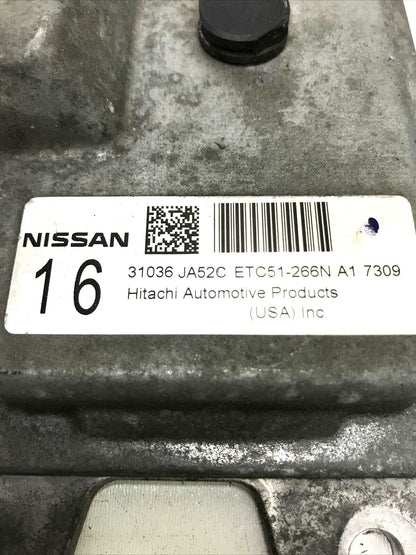 NISSAN
16
31036 JA52C ETC51-266N A1 7309
Hitachi Automotive Products
(USA) Inc.